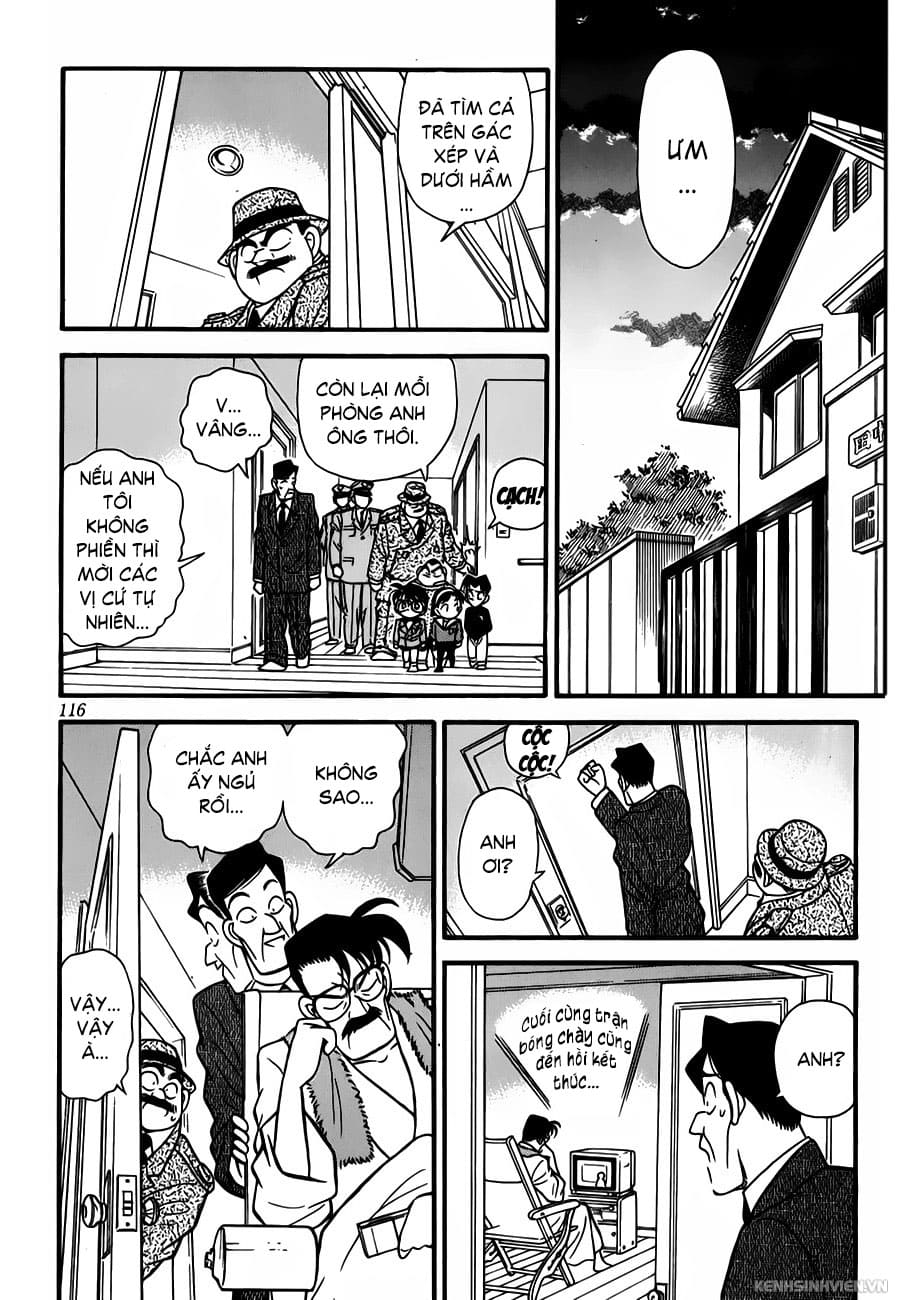 ƯM
...
ĐÃ TÌM CẢ
TRÊN GÁC
XÉP VÀ
DƯỚI HẦM
...
田中
CÒN LẠI MỖI
PHÒNG ANH
ÔNG THÔI.
CẠCH!
V...
VÂNG...
NẾU ANH
TÔI
KHÔNG
PHIỀN THÌ
MỜI CÁC
VỊ CỨ TỰ
NHIÊN...
116
CỘC
CỘC!
ANH
ƠI?
ANH?
Cuối cùng trận
bóng chày cũng
đến hồi kết
thúc...
KHÔNG
SAO...
CHẮC ANH
ẤY NGỦ
RỒI...
VẬY...
VẬY
À...
KENHSINHVIEN.VN